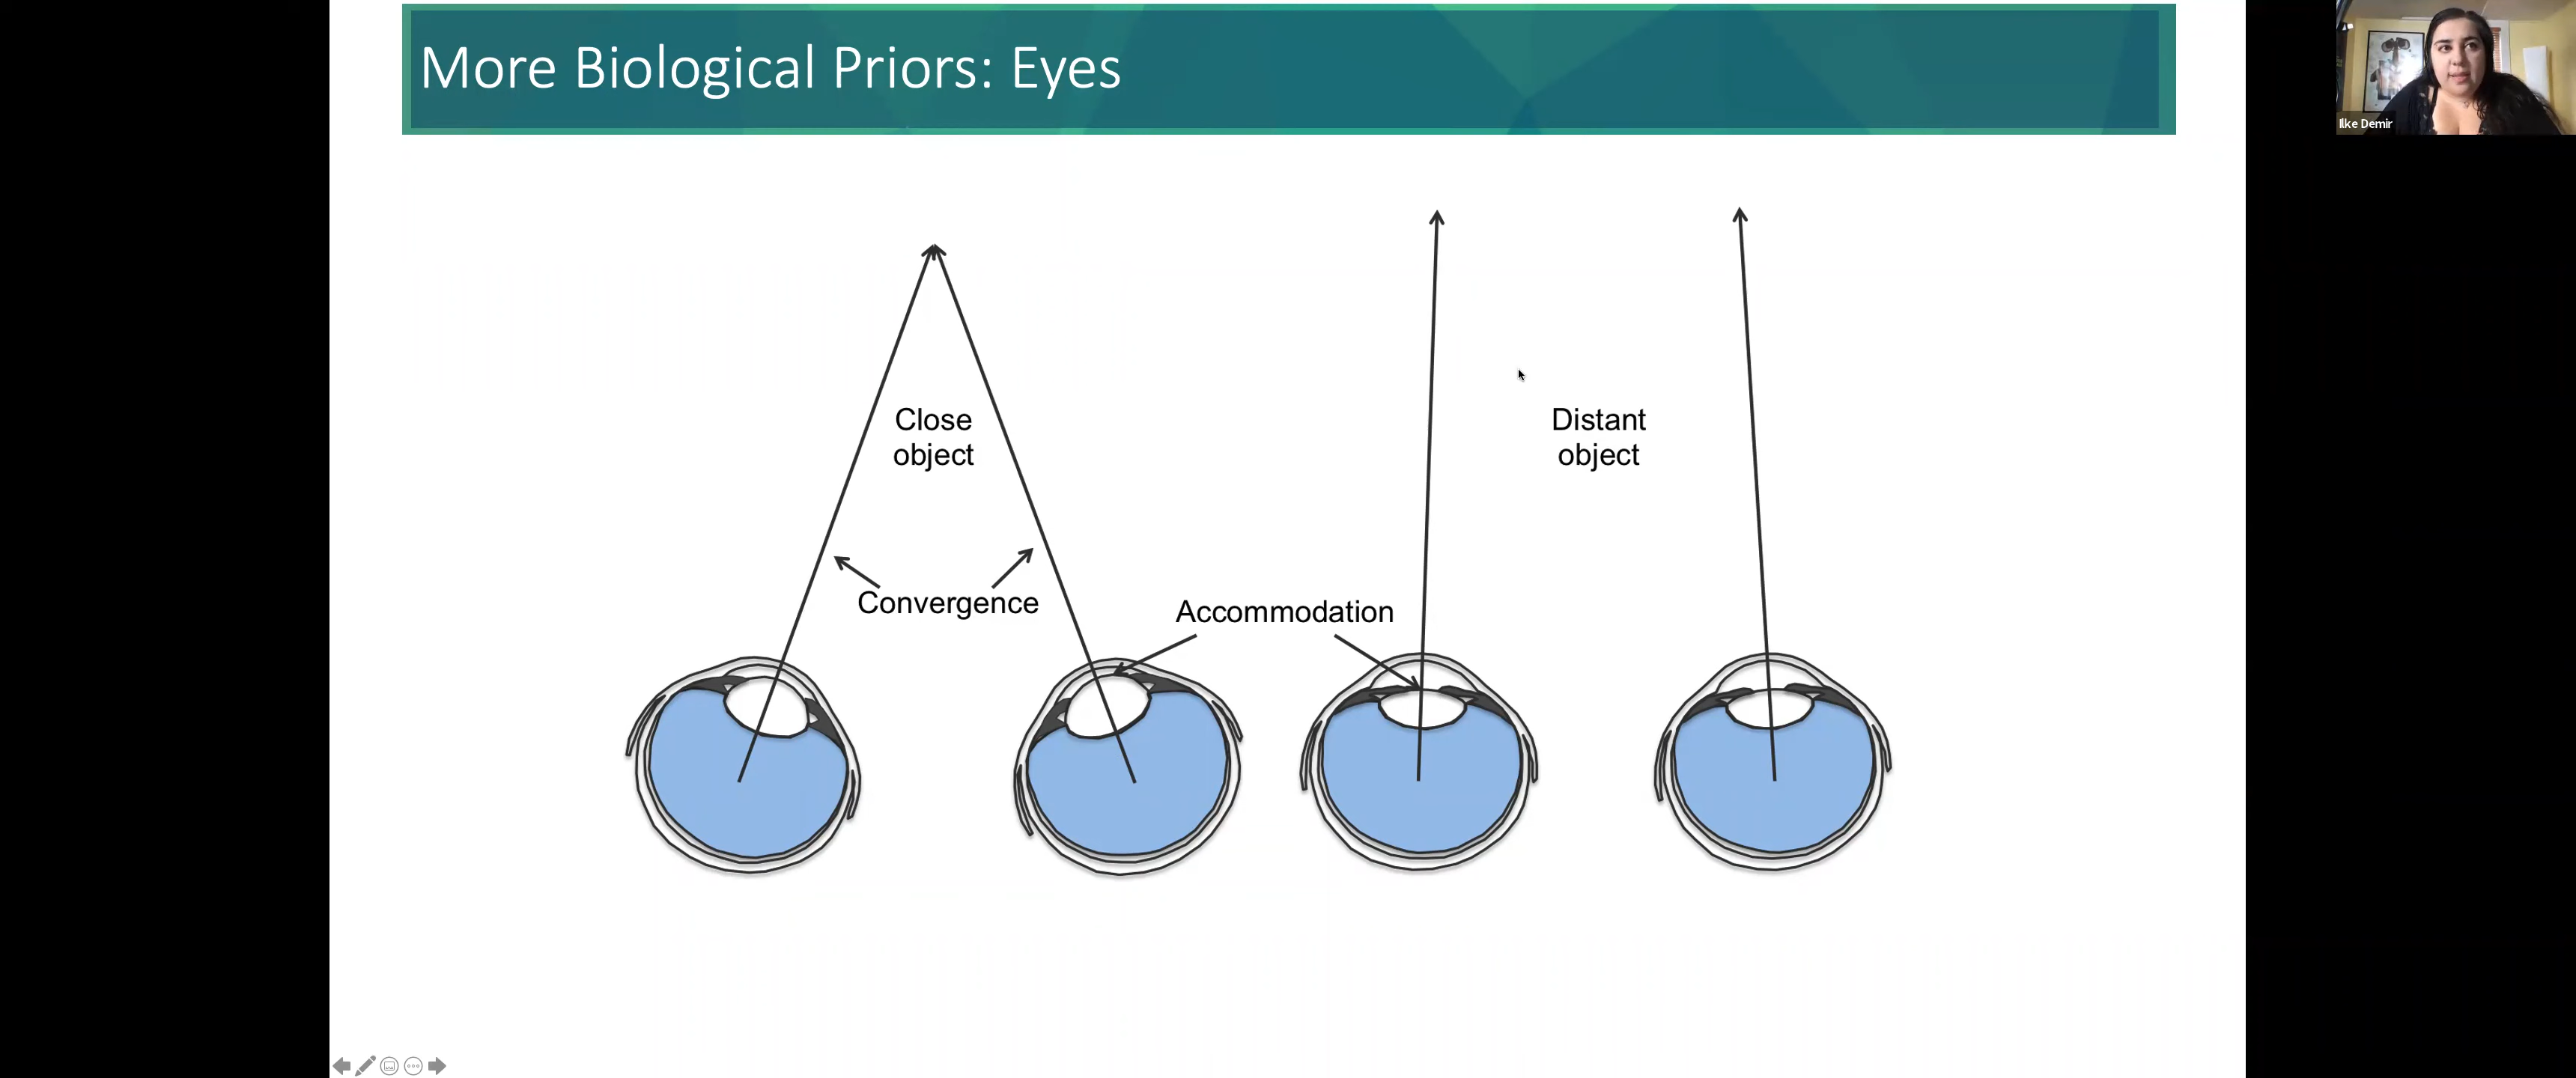 More Biological Priors: Eyes
Ilke Demir
Close
object
Distant
object
Convergence
Accommodation